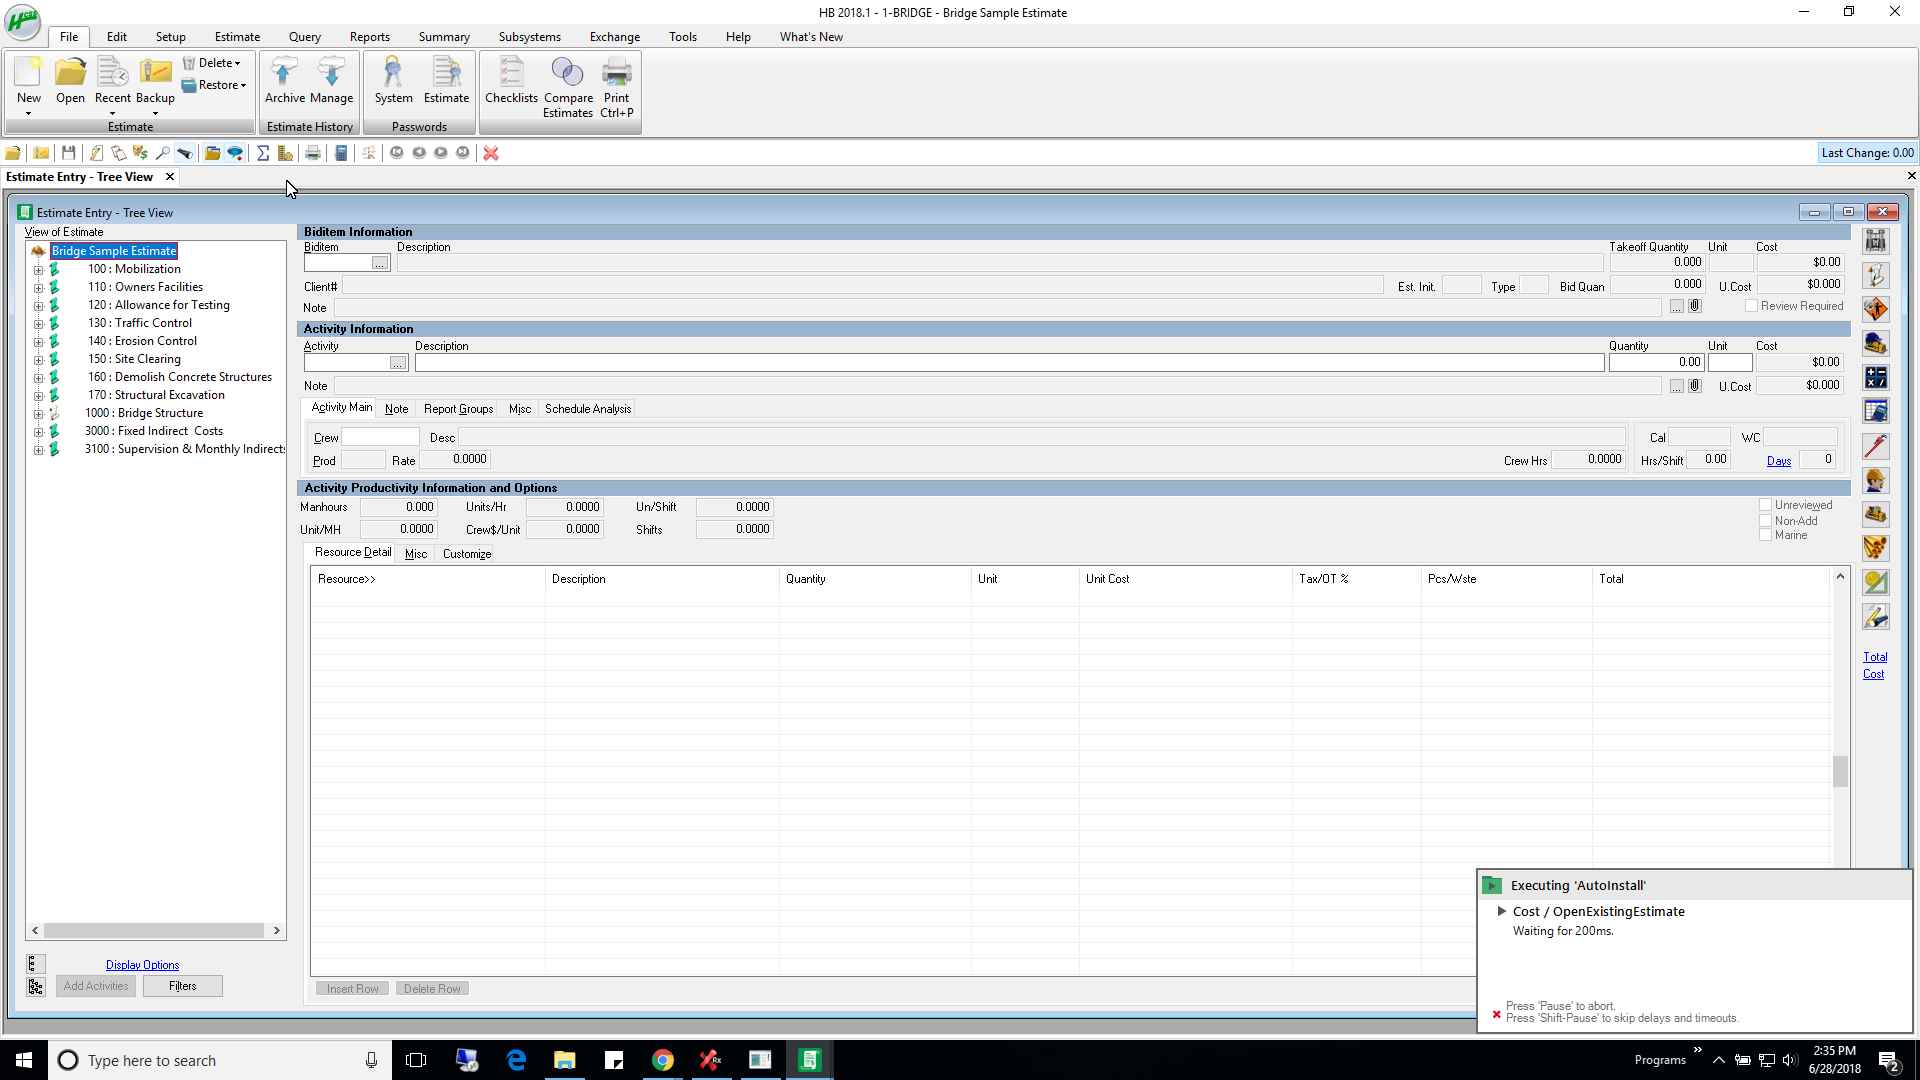 HB 2018.1 - 1-BRIDGE - Bridge Sample Estimate
File Edit Setup Estimate Query Reports Summary Subsystems Exchange Tools Help What's New
New Open Recent Backup Delete Restore
Archive Manage System Estimate Checklists Compare Estimates Print Ctrl+P
Estimate Estimate History Passwords
Last Change: 0.00
Estimate Entry - Tree View
Estimate Entry - Tree View
View of Estimate
Bridge Sample Estimate
100 : Mobilization
110 : Owners Facilities
120 : Allowance for Testing
130 : Traffic Control
140 : Erosion Control
150 : Site Clearing
160 : Demolish Concrete Structures
170 : Structural Excavation
1000 : Bridge Structure
3000 : Fixed Indirect Costs
3100 : Supervision & Monthly Indirects
Display Options
Add Activities Filters
Biditem Information
Biditem Description Takeoff Quantity Unit Cost
... 0.000 $0.00
Client# Est. Init. Type Bid Quan 0.000 U.Cost $0.000
Note ... Review Required
Activity Information
Activity Description Quantity Unit Cost
... 0.00 $0.00
Note ... U.Cost $0.000
Activity Main Note Report Groups Misc Schedule Analysis
Crew Desc Cal WC
Prod Rate 0.0000 Crew Hrs 0.0000 Hrs/Shift 0.00 Days 0
Activity Productivity Information and Options
Manhours 0.000 Units/Hr 0.0000 Un/Shift 0.0000 Unreviewed
Non-Add
Unit/MH 0.0000 Crew$/Unit 0.0000 Shifts 0.0000 Marine
Resource Detail Misc Customize
Resource>> Description Quantity Unit Unit Cost Tax/OT % Pcs/Wste Total
Insert Row Delete Row
Total
Cost
Executing 'AutoInstall'
Cost / OpenExistingEstimate
Waiting for 200ms.
Press 'Pause' to abort.
Press 'Shift-Pause' to skip delays and timeouts.
Type here to search
Programs
2:35 PM
6/28/2018
2